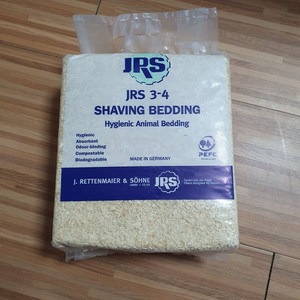 JRS
JRS 3-4
SHAVING BEDDING
Hygienic Animal Bedding
Hygienic
Absorbent
Odour-binding
Compostable
Biodegradable
MADE IN GERMANY
PEFC
J. RETTENMAIER & SÖHNE
JRS